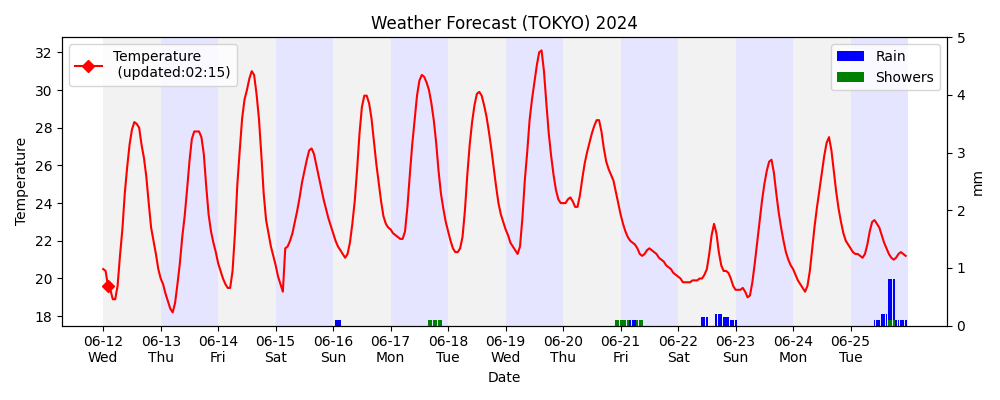 Weather Forecast (TOKYO) 2024
Temperature
(updated:02:15)
Rain
Showers
Temperature
32
30
28
26
24
22
20
18
5
4
3
2
1
0
mm
06-12 06-13 06-14 06-15 06-16 06-17 06-18 06-19 06-20 06-21 06-22 06-23 06-24 06-25
Wed Thu Fri Sat Sun Mon Tue Wed Thu Fri Sat Sun Mon Tue
Date